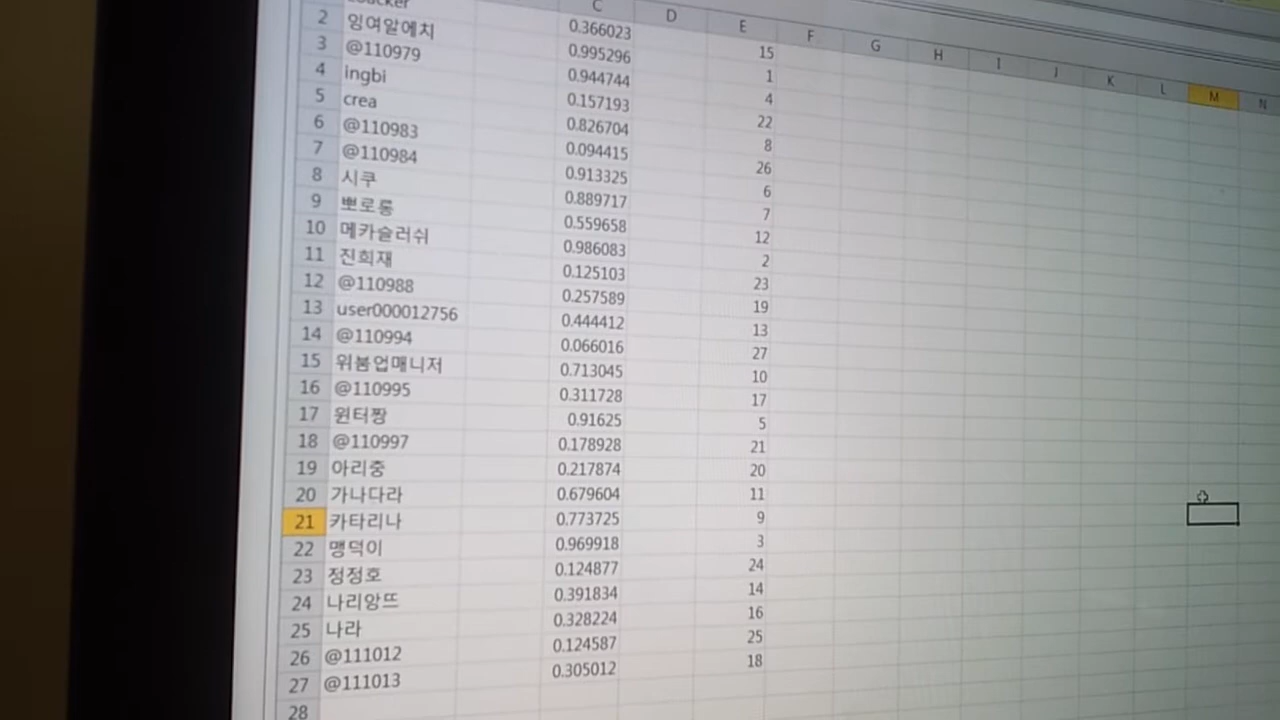 C D E F G H I J K L M N
0.366023 15
2 잉여알에치 0.995296 1
3 @110979 0.944744 4
4 ingbi 0.157193 22
5 crea 0.826704 8
6 @110983 0.094415 26
7 @110984 0.913325 6
8 시쿠 0.889717 7
9 뽀로롱 0.559658 12
10 메카슬러쉬 0.986083 2
11 진희재 0.125103 23
12 @110988 0.257589 19
13 user000012756 0.444412 13
14 @110994 0.066016 27
15 위붐업매니저 0.713045 10
16 @110995 0.311728 17
17 윈터짱 0.91625 5
18 @110997 0.178928 21
19 아리중 0.217874 20
20 가나다라 0.679604 11
21 카타리나 0.773725 9
22 맹덕이 0.969918 3
23 정정호 0.124877 24
24 나리앙뜨 0.391834 14
25 나라 0.328224 16
26 @111012 0.124587 25
27 @111013 0.305012 18
28